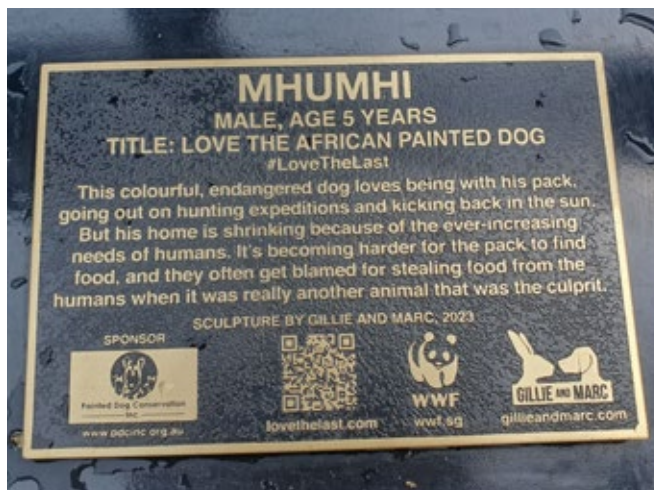 MHUMHI
MALE, AGE 5 YEARS
TITLE: LOVE THE AFRICAN PAINTED DOG
#LoveTheLast
This colourful, endangered dog loves being with his pack,
going out on hunting expeditions and kicking back in the sun.
But his home is shrinking because of the ever-increasing
needs of humans. It's becoming harder for the pack to find
food, and they often get blamed for stealing food from the
humans when it was really another animal that was the culprit.
SCULPTURE BY GILLIE AND MARC, 2023
SPONSOR
Painted Dog Conservation
Inc
www.pdcinc.org.au
lovethelast.com
WWF
wwf.sg
GILLIE AND MARC
gillieandmarc.com